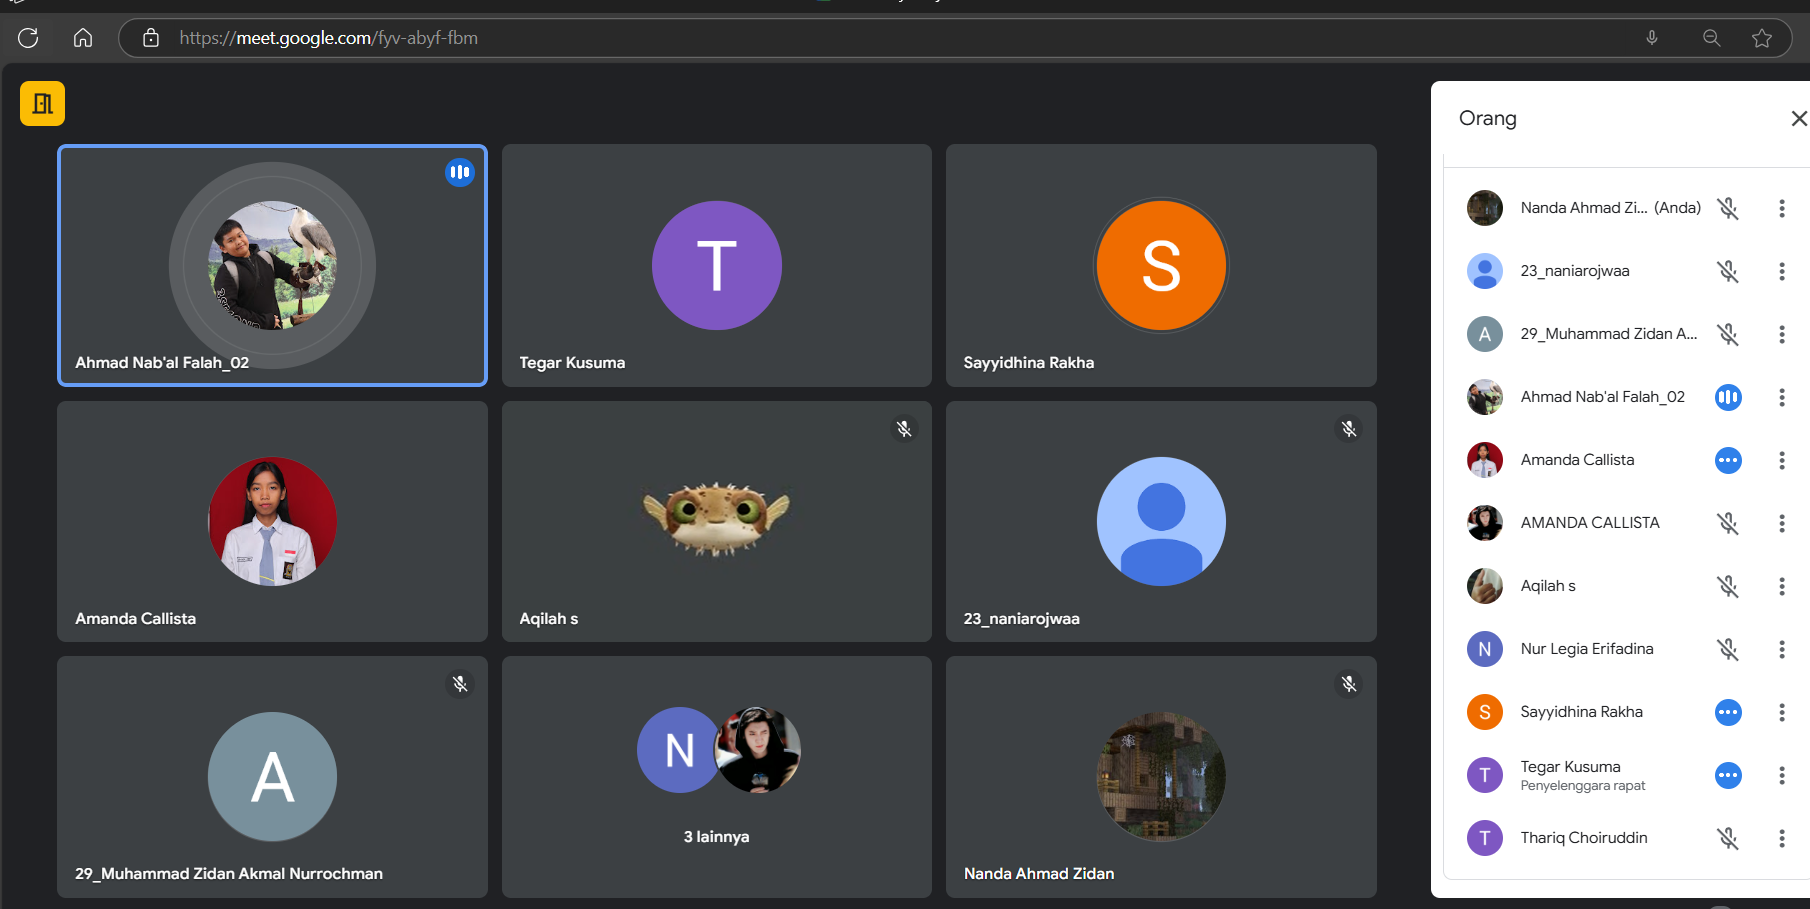 https://meet.google.com/fyv-abyf-fbm
Ahmad Nab'al Falah_02
T
Tegar Kusuma
S
Sayyidhina Rakha
Amanda Callista
Aqilah s
23_naniarojwaa
A
29_Muhammad Zidan Akmal Nurrochman
N
3 lainnya
Nanda Ahmad Zidan
Orang
Nanda Ahmad Zi... (Anda)
23_naniarojwaa
A 29_Muhammad Zidan A...
Ahmad Nab'al Falah_02
Amanda Callista
AMANDA CALLISTA
Aqilah s
N Nur Legia Erifadina
S Sayyidhina Rakha
T Tegar Kusuma
Penyelenggara rapat
T Thariq Choiruddin